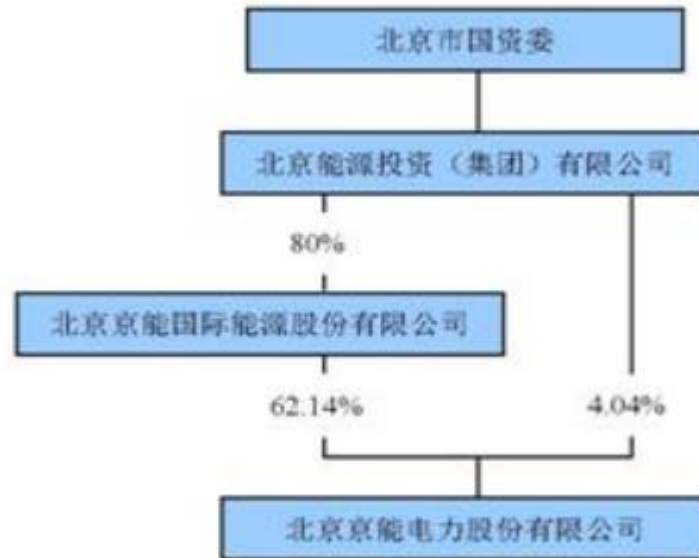 北京市国资委
北京能源投资（集团）有限公司
80%
北京京能国际能源股份有限公司
62.14%
4.04%
北京京能电力股份有限公司